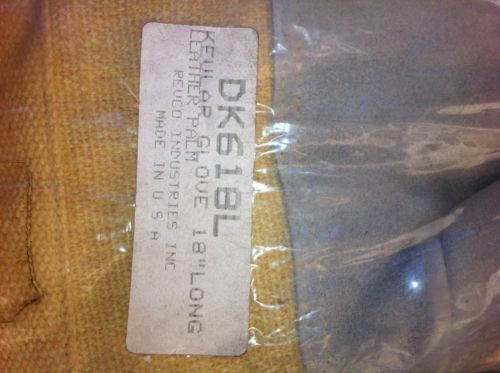 DK618L
KEVLAR GLOVE 18"LONG
LEATHER PALM
REVCO INDUSTRIES INC
MADE IN U S A